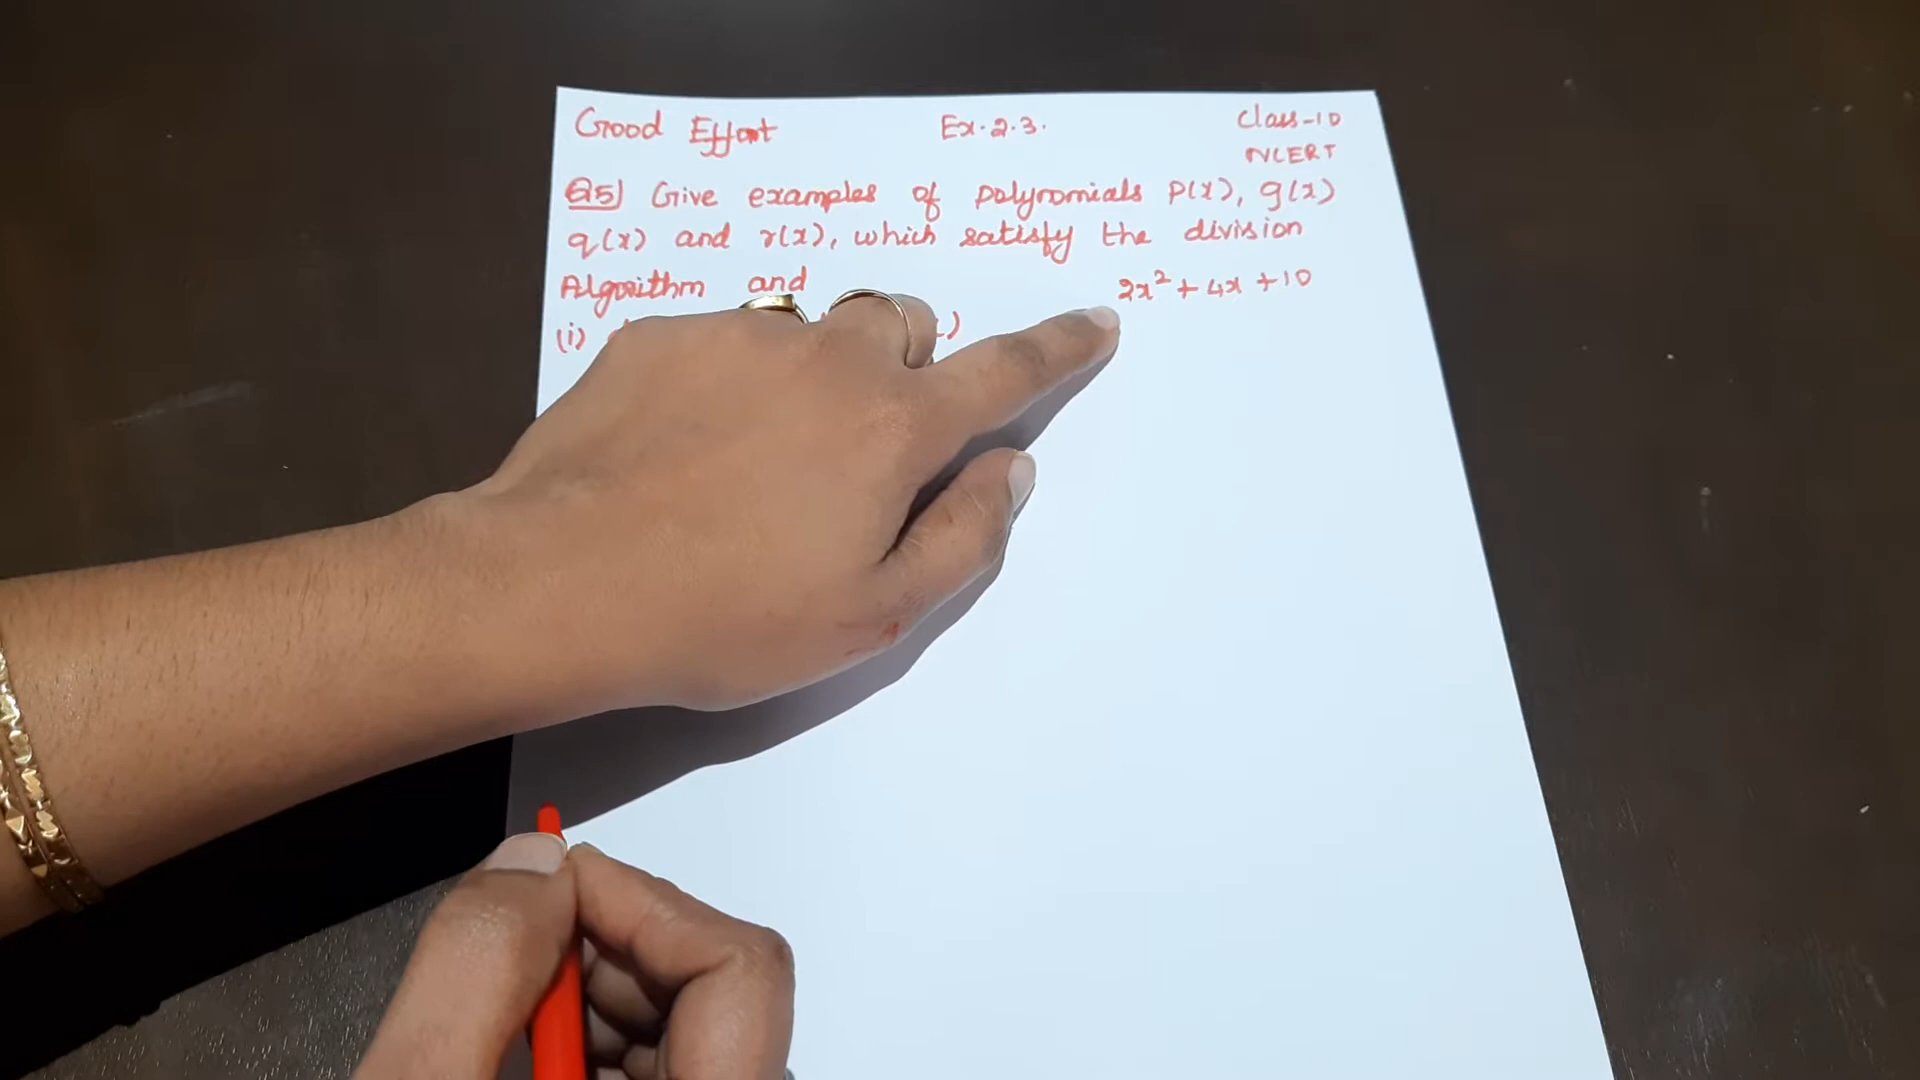 Good Effort Ex.2.3. Class-10
NCERT
Q5) Give examples of polynomials p(x), g(x)
q(x) and r(x), which satisfy the division
Algorithm and
2x² + 4x + 10
(i)